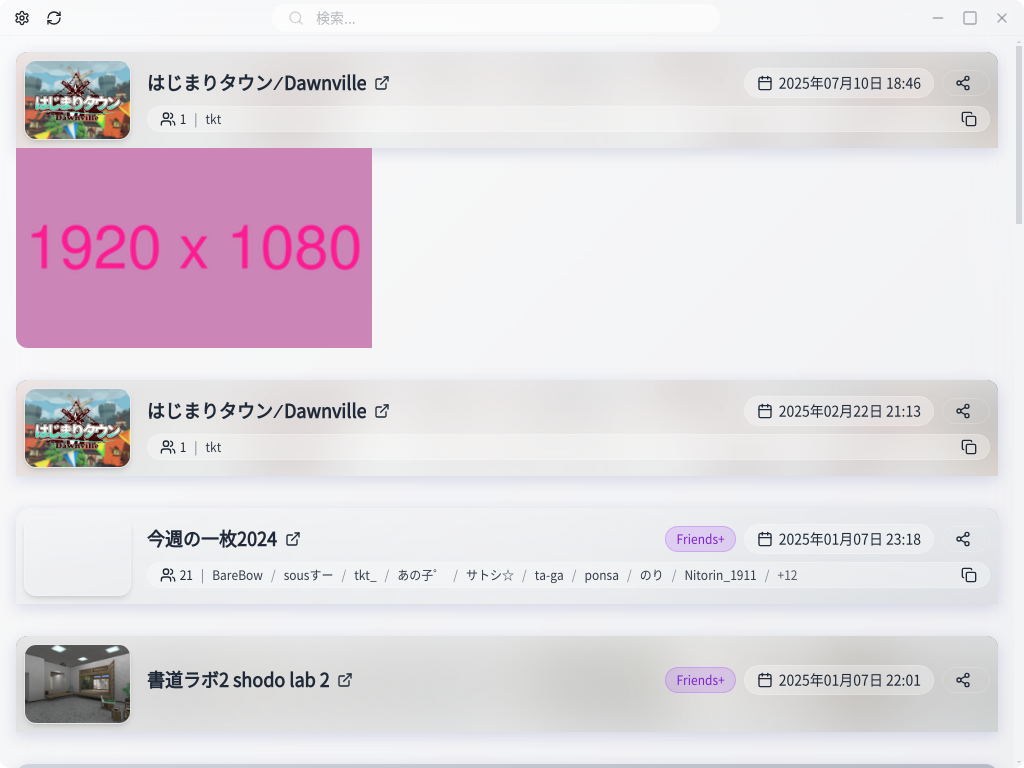 検索...
はじまりタウン⁄Dawnville
2025年07月10日 18:46
1 | tkt
はじまりタウン
Dawnville
1920 x 1080
はじまりタウン⁄Dawnville
2025年02月22日 21:13
1 | tkt
はじまりタウン
Dawnville
今週の一枚2024
Friends+
2025年01月07日 23:18
21 | BareBow / sousすー / tkt_ / あの子゜ / サトシ☆ / ta-ga / ponsa / のり / Nitorin_1911 / +12
書道ラボ2 shodo lab 2
Friends+
2025年01月07日 22:01